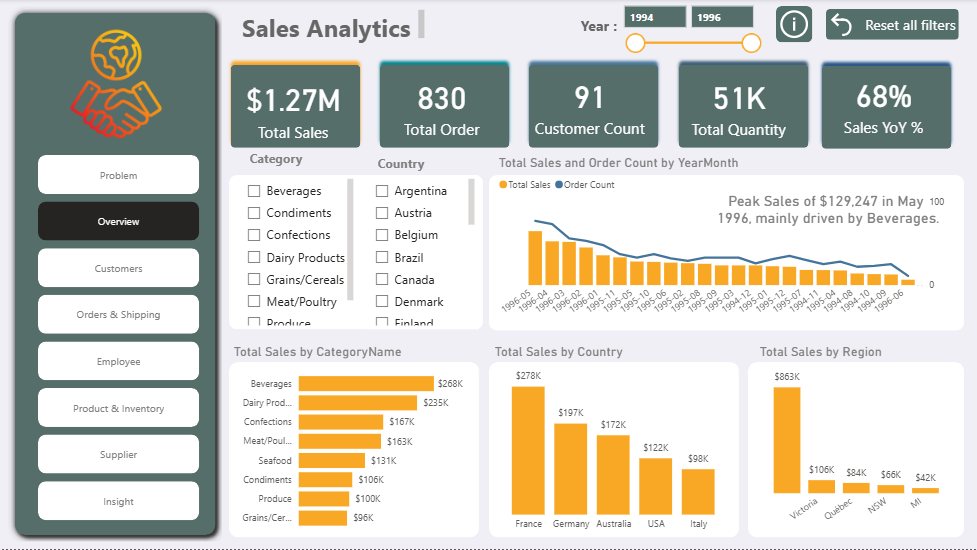 Sales Analytics
Year :
1994
1996
Reset all filters
$1.27M
Total Sales
830
Total Order
91
Customer Count
51K
Total Quantity
68%
Sales YoY %
Problem
Overview
Customers
Orders & Shipping
Employee
Product & Inventory
Supplier
Insight
Category
Beverages
Condiments
Confections
Dairy Products
Grains/Cereals
Meat/Poultry
Produce
Country
Argentina
Austria
Belgium
Brazil
Canada
Denmark
Finland
Total Sales and Order Count by YearMonth
Total Sales Order Count
Peak Sales of $129,247 in May
1996, mainly driven by Beverages.
100
0
1996-05
1996-04
1996-03
1996-02
1996-01
1995-11
1995-05
1995-10
1995-06
1995-02
1995-08
1995-09
1995-03
1994-12
1995-01
1995-12
1995-07
1994-11
1995-04
1994-08
1994-10
1994-09
1996-06
Total Sales by CategoryName
Beverages $268K
Dairy Prod... $235K
Confections $167K
Meat/Poul... $163K
Seafood $131K
Condiments $106K
Produce $100K
Grains/Cer... $96K
Total Sales by Country
$278K
$197K
$172K
$122K
$98K
France Germany Australia USA Italy
Total Sales by Region
$863K
$106K
$84K
$66K
$42K
Victoria
Québec
NSW
MI